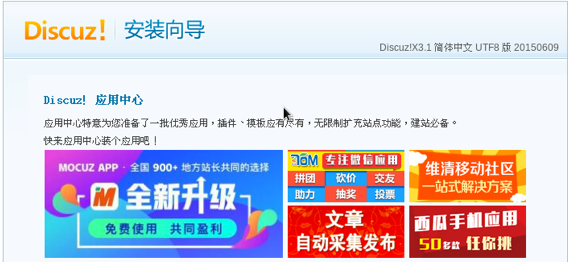 Discuz! 安装向导
Discuz!X3.1 简体中文 UTF8 版 20150609
Discuz! 应用中心
应用中心特意为您准备了一批优秀应用，插件、模板应有尽有，无限制扩充站点功能，建站必备。
快来应用中心装个应用吧！
MOCUZ APP · 全国 900+ 地方站长共同的选择
全新升级
免费使用 共同盈利
TOM 专注微信应用
拼团 砍价 交友
助力 抽奖 投票
维清移动社区
一站式解决方案
文章
自动采集发布
西瓜手机应用
50多款 任你挑